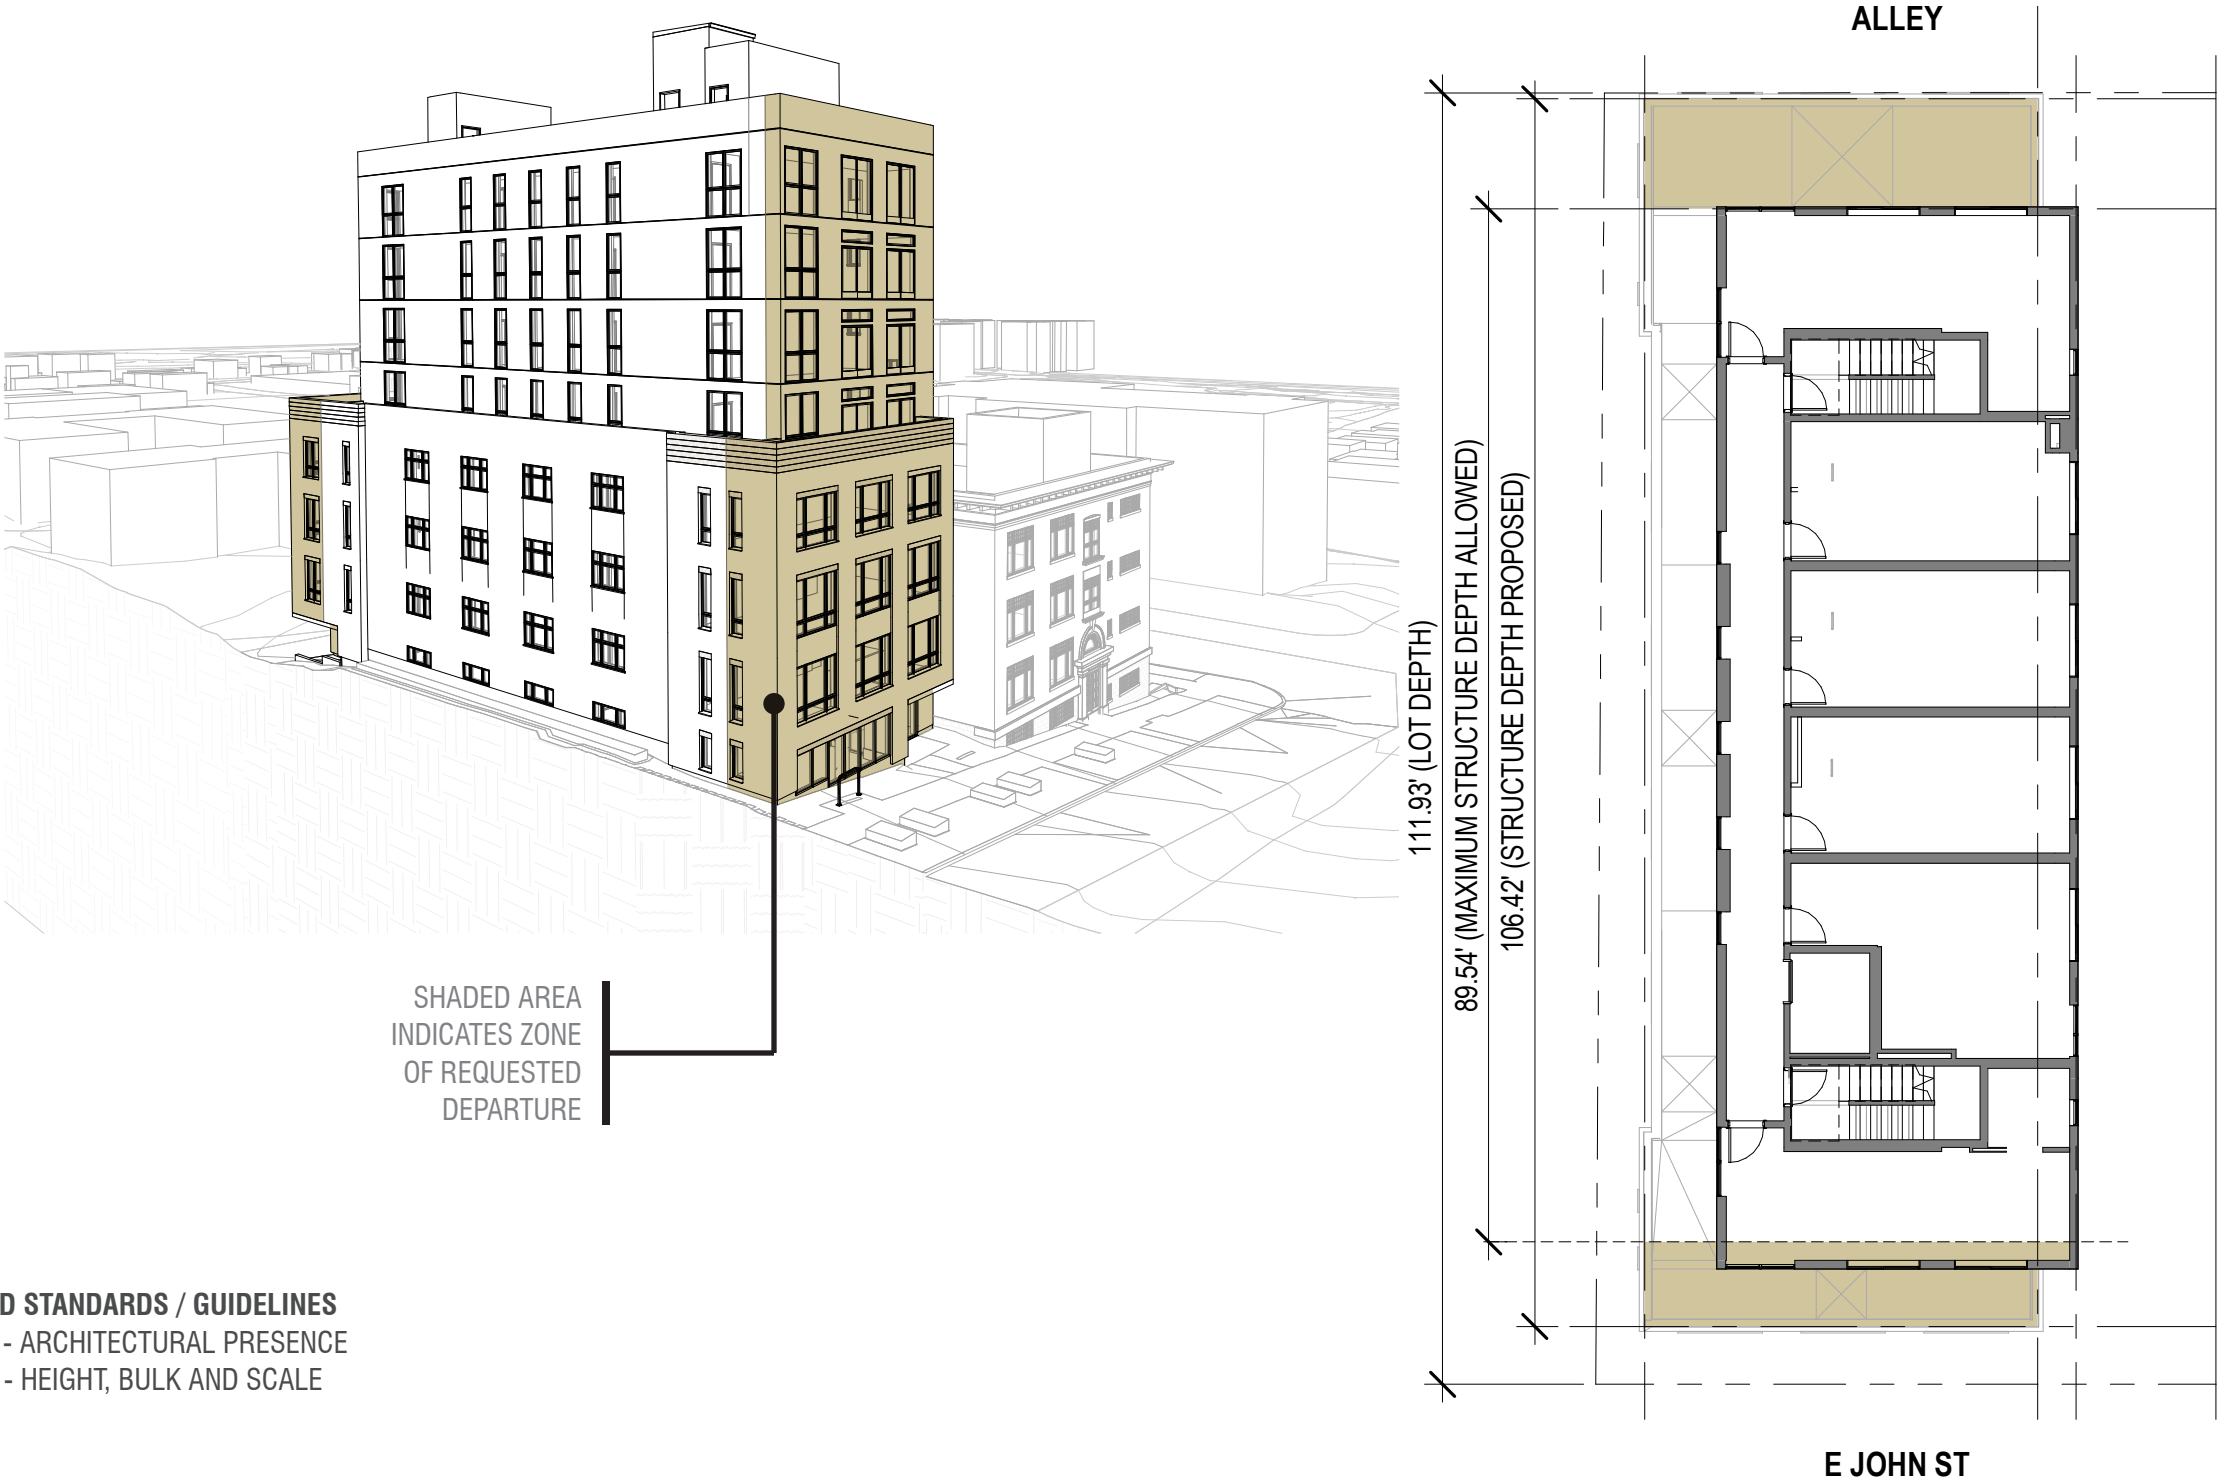 ALLEY
111.93' (LOT DEPTH)
89.54' (MAXIMUM STRUCTURE DEPTH ALLOWED)
106.42' (STRUCTURE DEPTH PROPOSED)
SHADED AREA
INDICATES ZONE
OF REQUESTED
DEPARTURE
D STANDARDS / GUIDELINES
- ARCHITECTURAL PRESENCE
- HEIGHT, BULK AND SCALE
E JOHN ST